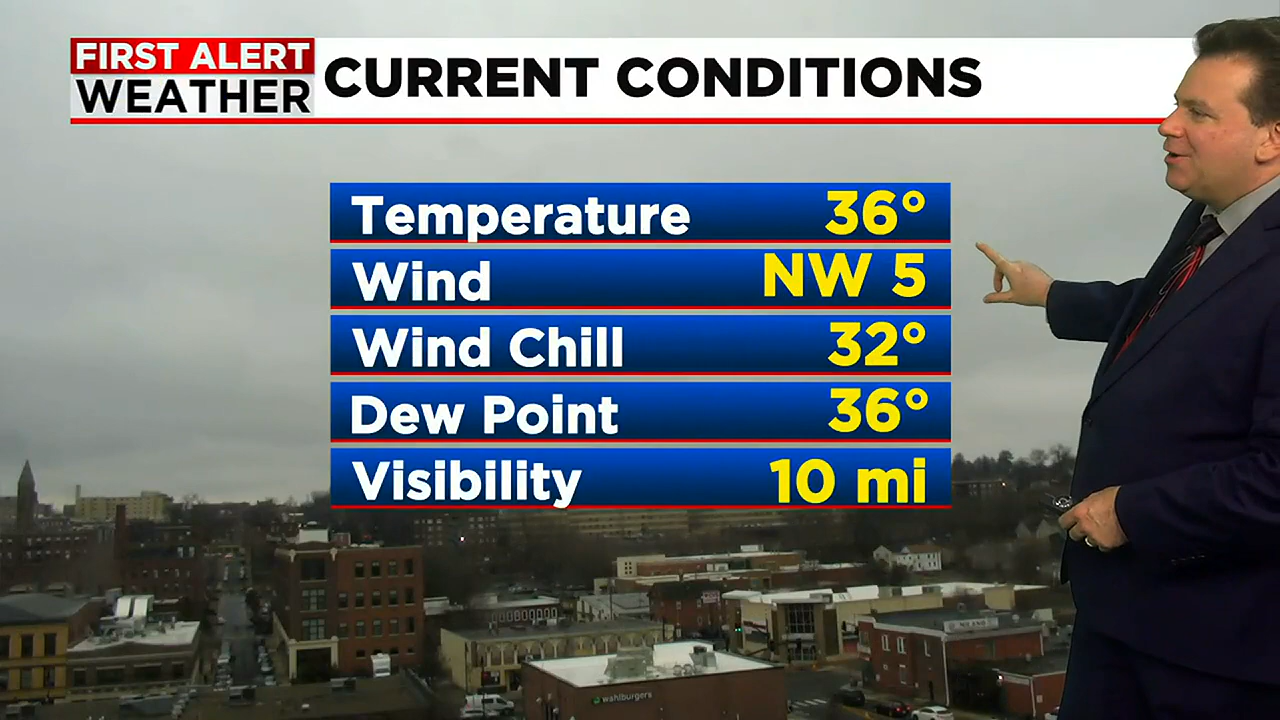 FIRST ALERT
WEATHER
CURRENT CONDITIONS
Temperature 36°
Wind NW 5
Wind Chill 32°
Dew Point 36°
Visibility 10 mi
wahlburgers